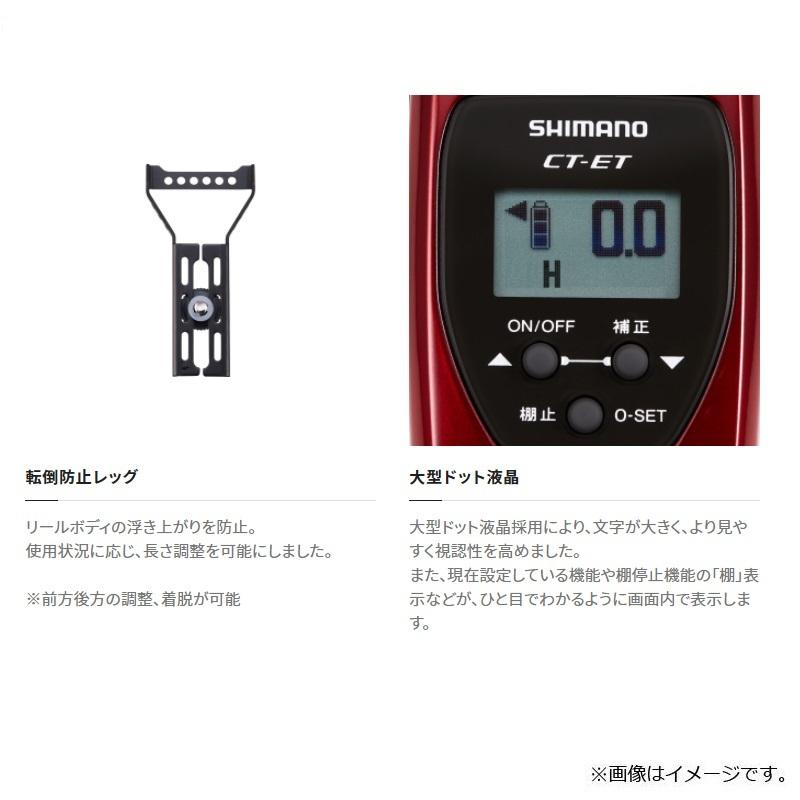 SHIMANO
CT-ET
0.0
H
ON/OFF 補正
棚止 0-SET
転倒防止レッグ
リールボディの浮き上がりを防止。
使用状況に応じ、長さ調整を可能にしました。
※前方後方の調整、着脱が可能
大型ドット液晶
大型ドット液晶採用により、文字が大きく、より見や
すく視認性を高めました。
また、現在設定している機能や棚停止機能の「棚」表
示などが、ひと目でわかるように画面内で表示しま
す。
※画像はイメージです。